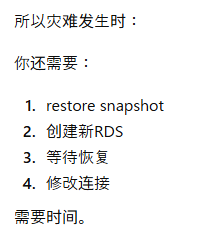 所以灾难发生时：
你还需要：
1. restore snapshot
2. 创建新RDS
3. 等待恢复
4. 修改连接
需要时间。